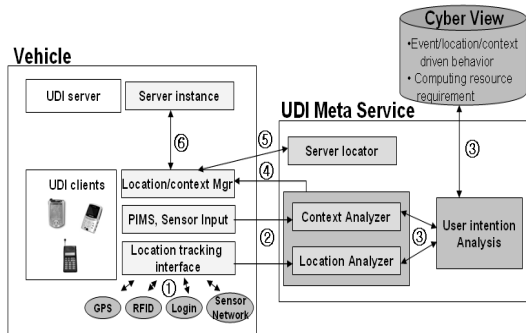 Cyber View
•Event/location/context
driven behavior
• Computing resource
requirement
Vehicle
UDI server
Server instance
UDI Meta Service
⑥
⑤
③
Server locator
UDI clients
Location/context Mgr
④
PIMS, Sensor Input
②
Context Analyzer
③
User intention
Analysis
Location tracking
interface
Location Analyzer
①
GPS
RFID
Login
Sensor
Network